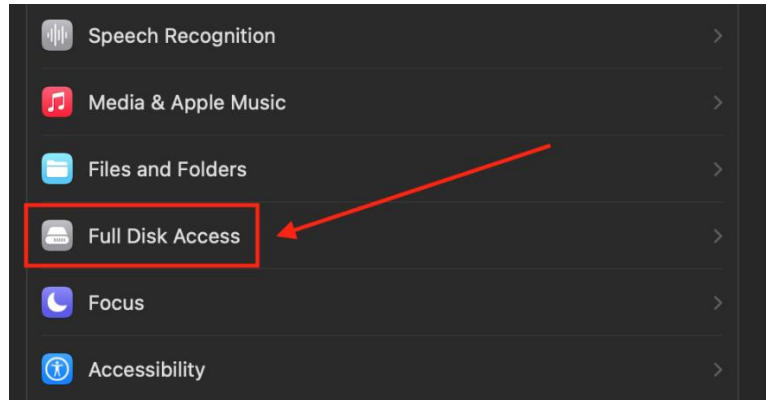 Speech Recognition
Media & Apple Music
Files and Folders
Full Disk Access
Focus
Accessibility